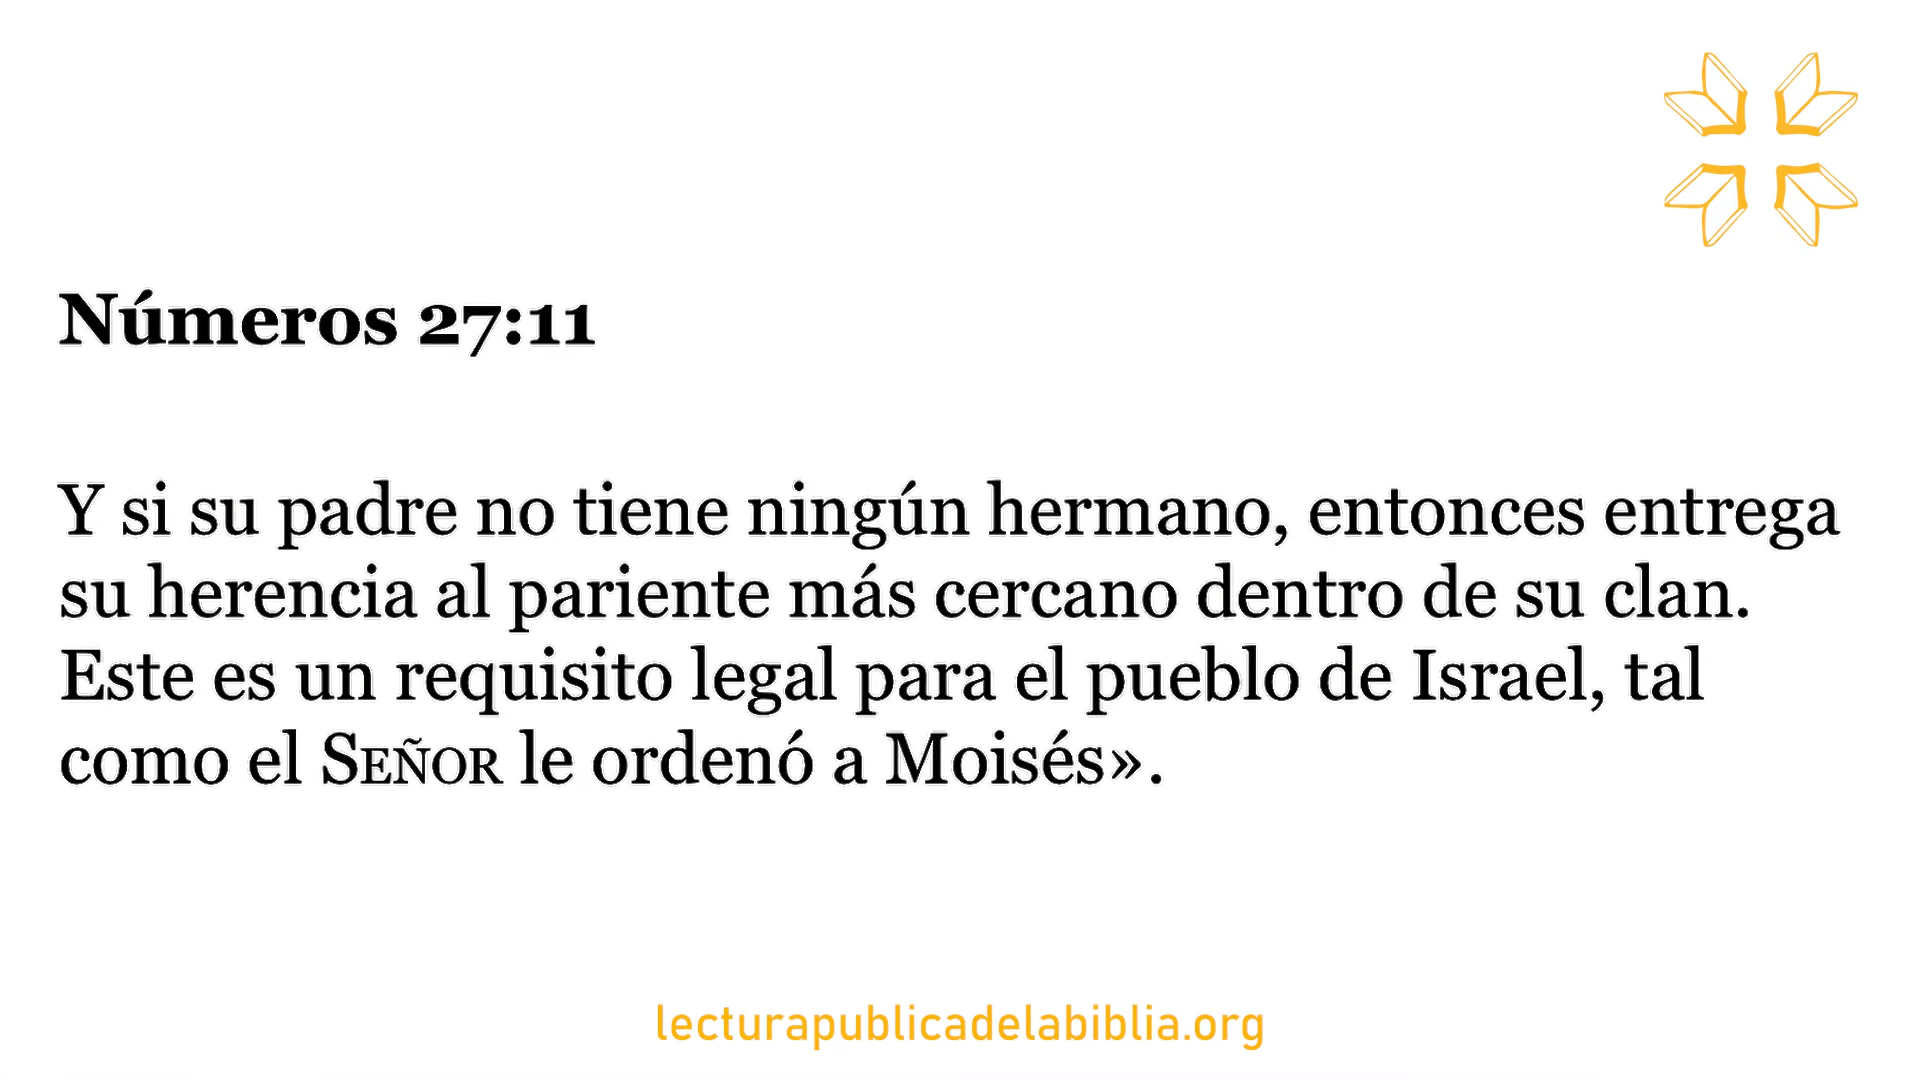 Números 27:11
Y si su padre no tiene ningún hermano, entonces entrega
su herencia al pariente más cercano dentro de su clan.
Este es un requisito legal para el pueblo de Israel, tal
como el SEÑOR le ordenó a Moisés».
lecturapublicadelabiblia.org